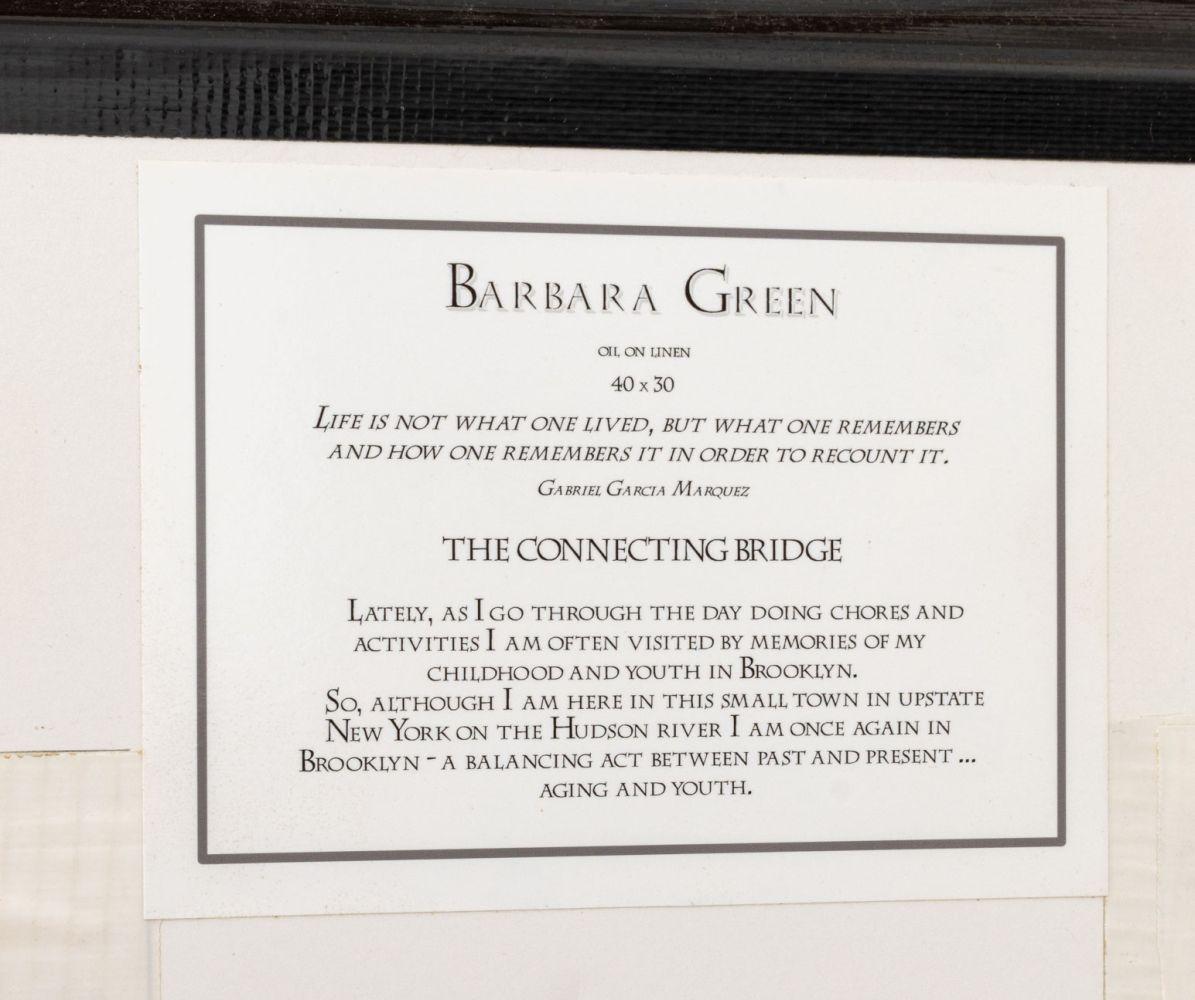 BARBARA GREEN
OIL ON LINEN
40 x 30
LIFE IS NOT WHAT ONE LIVED, BUT WHAT ONE REMEMBERS
AND HOW ONE REMEMBERS IT IN ORDER TO RECOUNT IT.
GABRIEL GARCIA MARQUEZ
THE CONNECTING BRIDGE
LATELY, AS I GO THROUGH THE DAY DOING CHORES AND
ACTIVITIES I AM OFTEN VISITED BY MEMORIES OF MY
CHILDHOOD AND YOUTH IN BROOKLYN.
SO, ALTHOUGH I AM HERE IN THIS SMALL TOWN IN UPSTATE
NEW YORK ON THE HUDSON RIVER I AM ONCE AGAIN IN
BROOKLYN - A BALANCING ACT BETWEEN PAST AND PRESENT ...
AGING AND YOUTH.